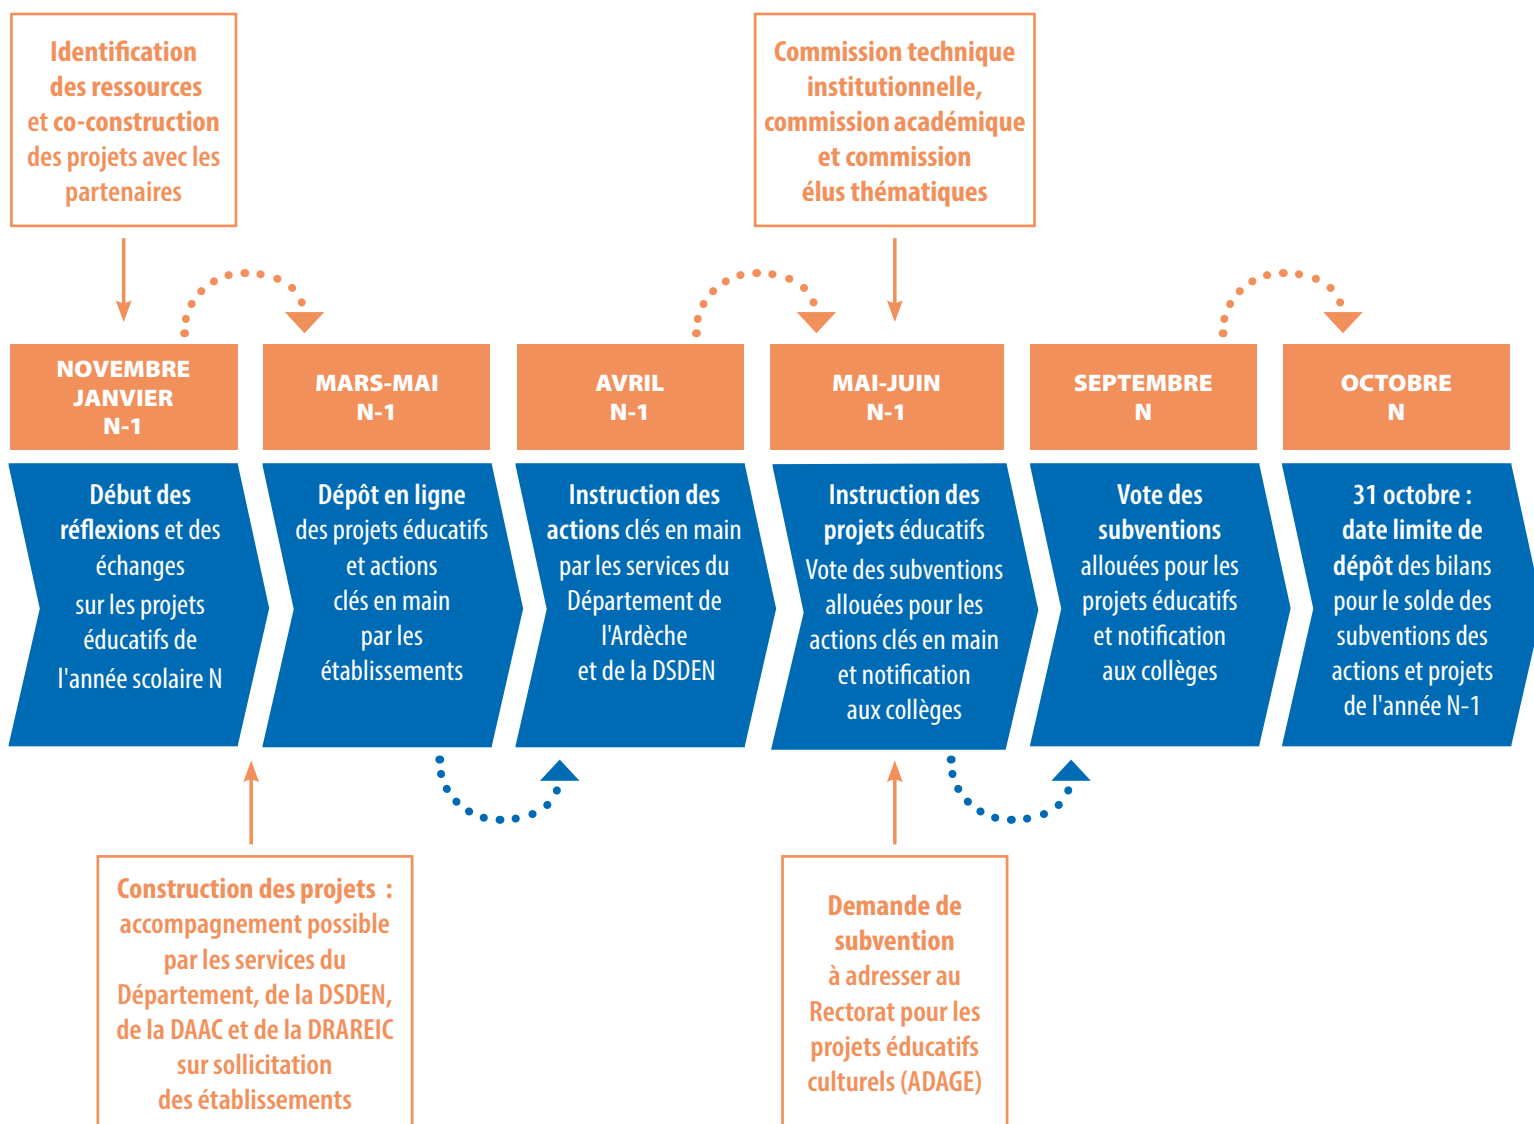 Identification
des ressources
et co-construction
des projets avec les
partenaires
Commission technique
institutionnelle,
commission académique
et commission
élus thématiques
NOVEMBRE
JANVIER
N-1
MARS-MAI
N-1
AVRIL
N-1
MAI-JUIN
N-1
SEPTEMBRE
N
OCTOBRE
N
Début des
réflexions et des
échanges
sur les projets
éducatifs de
l'année scolaire N
Dépôt en ligne
des projets éducatifs
et actions
clés en main
par les
établissements
Instruction des
actions clés en main
par les services du
Département de
l'Ardèche
et de la DSDEN
Instruction des
projets éducatifs
Vote des subventions
allouées pour les
actions clés en main
et notification
aux collèges
Vote des
subventions
allouées pour les
projets éducatifs
et notification
aux collèges
31 octobre :
date limite de
dépôt des bilans
pour le solde des
subventions des
actions et projets
de l'année N-1
Construction des projets :
accompagnement possible
par les services du
Département, de la DSDEN,
de la DAAC et de la DRAREIC
sur sollicitation
des établissements
Demande de
subvention
à adresser au
Rectorat pour les
projets éducatifs
culturels (ADAGE)